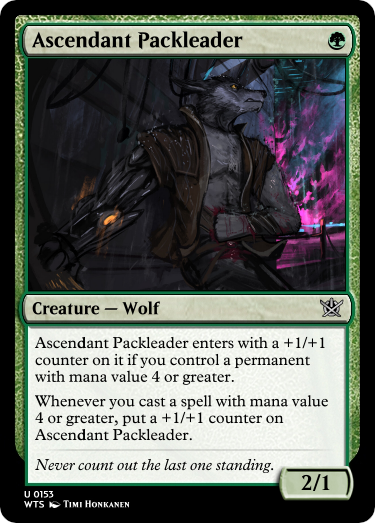 Ascendant Packleader
Creature — Wolf
Ascendant Packleader enters with a +1/+1
counter on it if you control a permanent
with mana value 4 or greater.
Whenever you cast a spell with mana value
4 or greater, put a +1/+1 counter on
Ascendant Packleader.
Never count out the last one standing.
2/1
U 0153
WTS Timi Honkanen